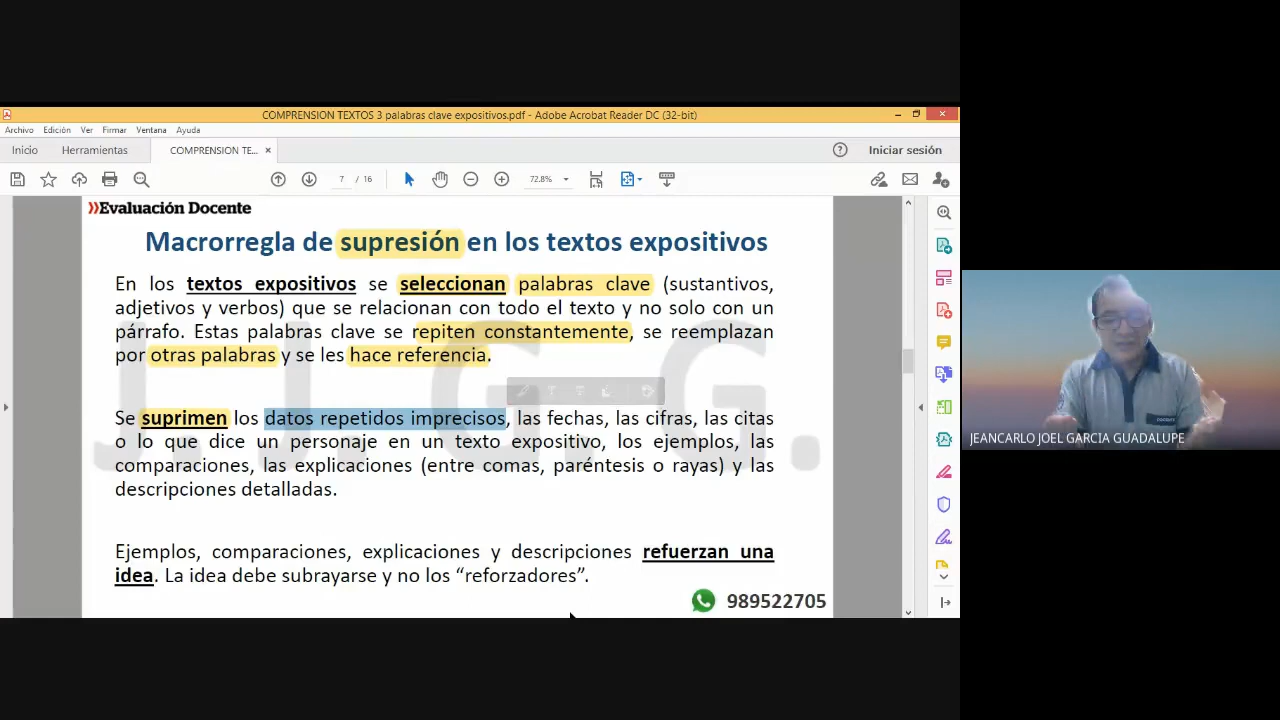 COMPRENSION TEXTOS 3 palabras clave expositivos.pdf - Adobe Acrobat Reader DC (32-bit)
Archivo Edición Ver Firmar Ventana Ayuda
Inicio Herramientas COMPRENSION TE... × Iniciar sesión
7 / 16 72.8%
»Evaluación Docente
Macrorregla de supresión en los textos expositivos
En los textos expositivos se seleccionan palabras clave (sustantivos,
adjetivos y verbos) que se relacionan con todo el texto y no solo con un
párrafo. Estas palabras clave se repiten constantemente, se reemplazan
por otras palabras y se les hace referencia.
Se suprimen los datos repetidos imprecisos, las fechas, las cifras, las citas
o lo que dice un personaje en un texto expositivo, los ejemplos, las
comparaciones, las explicaciones (entre comas, paréntesis o rayas) y las
descripciones detalladas.
Ejemplos, comparaciones, explicaciones y descripciones refuerzan una
idea. La idea debe subrayarse y no los “reforzadores”.
989522705
J. J. G. G.
JEANCARLO JOEL GARCIA GUADALUPE